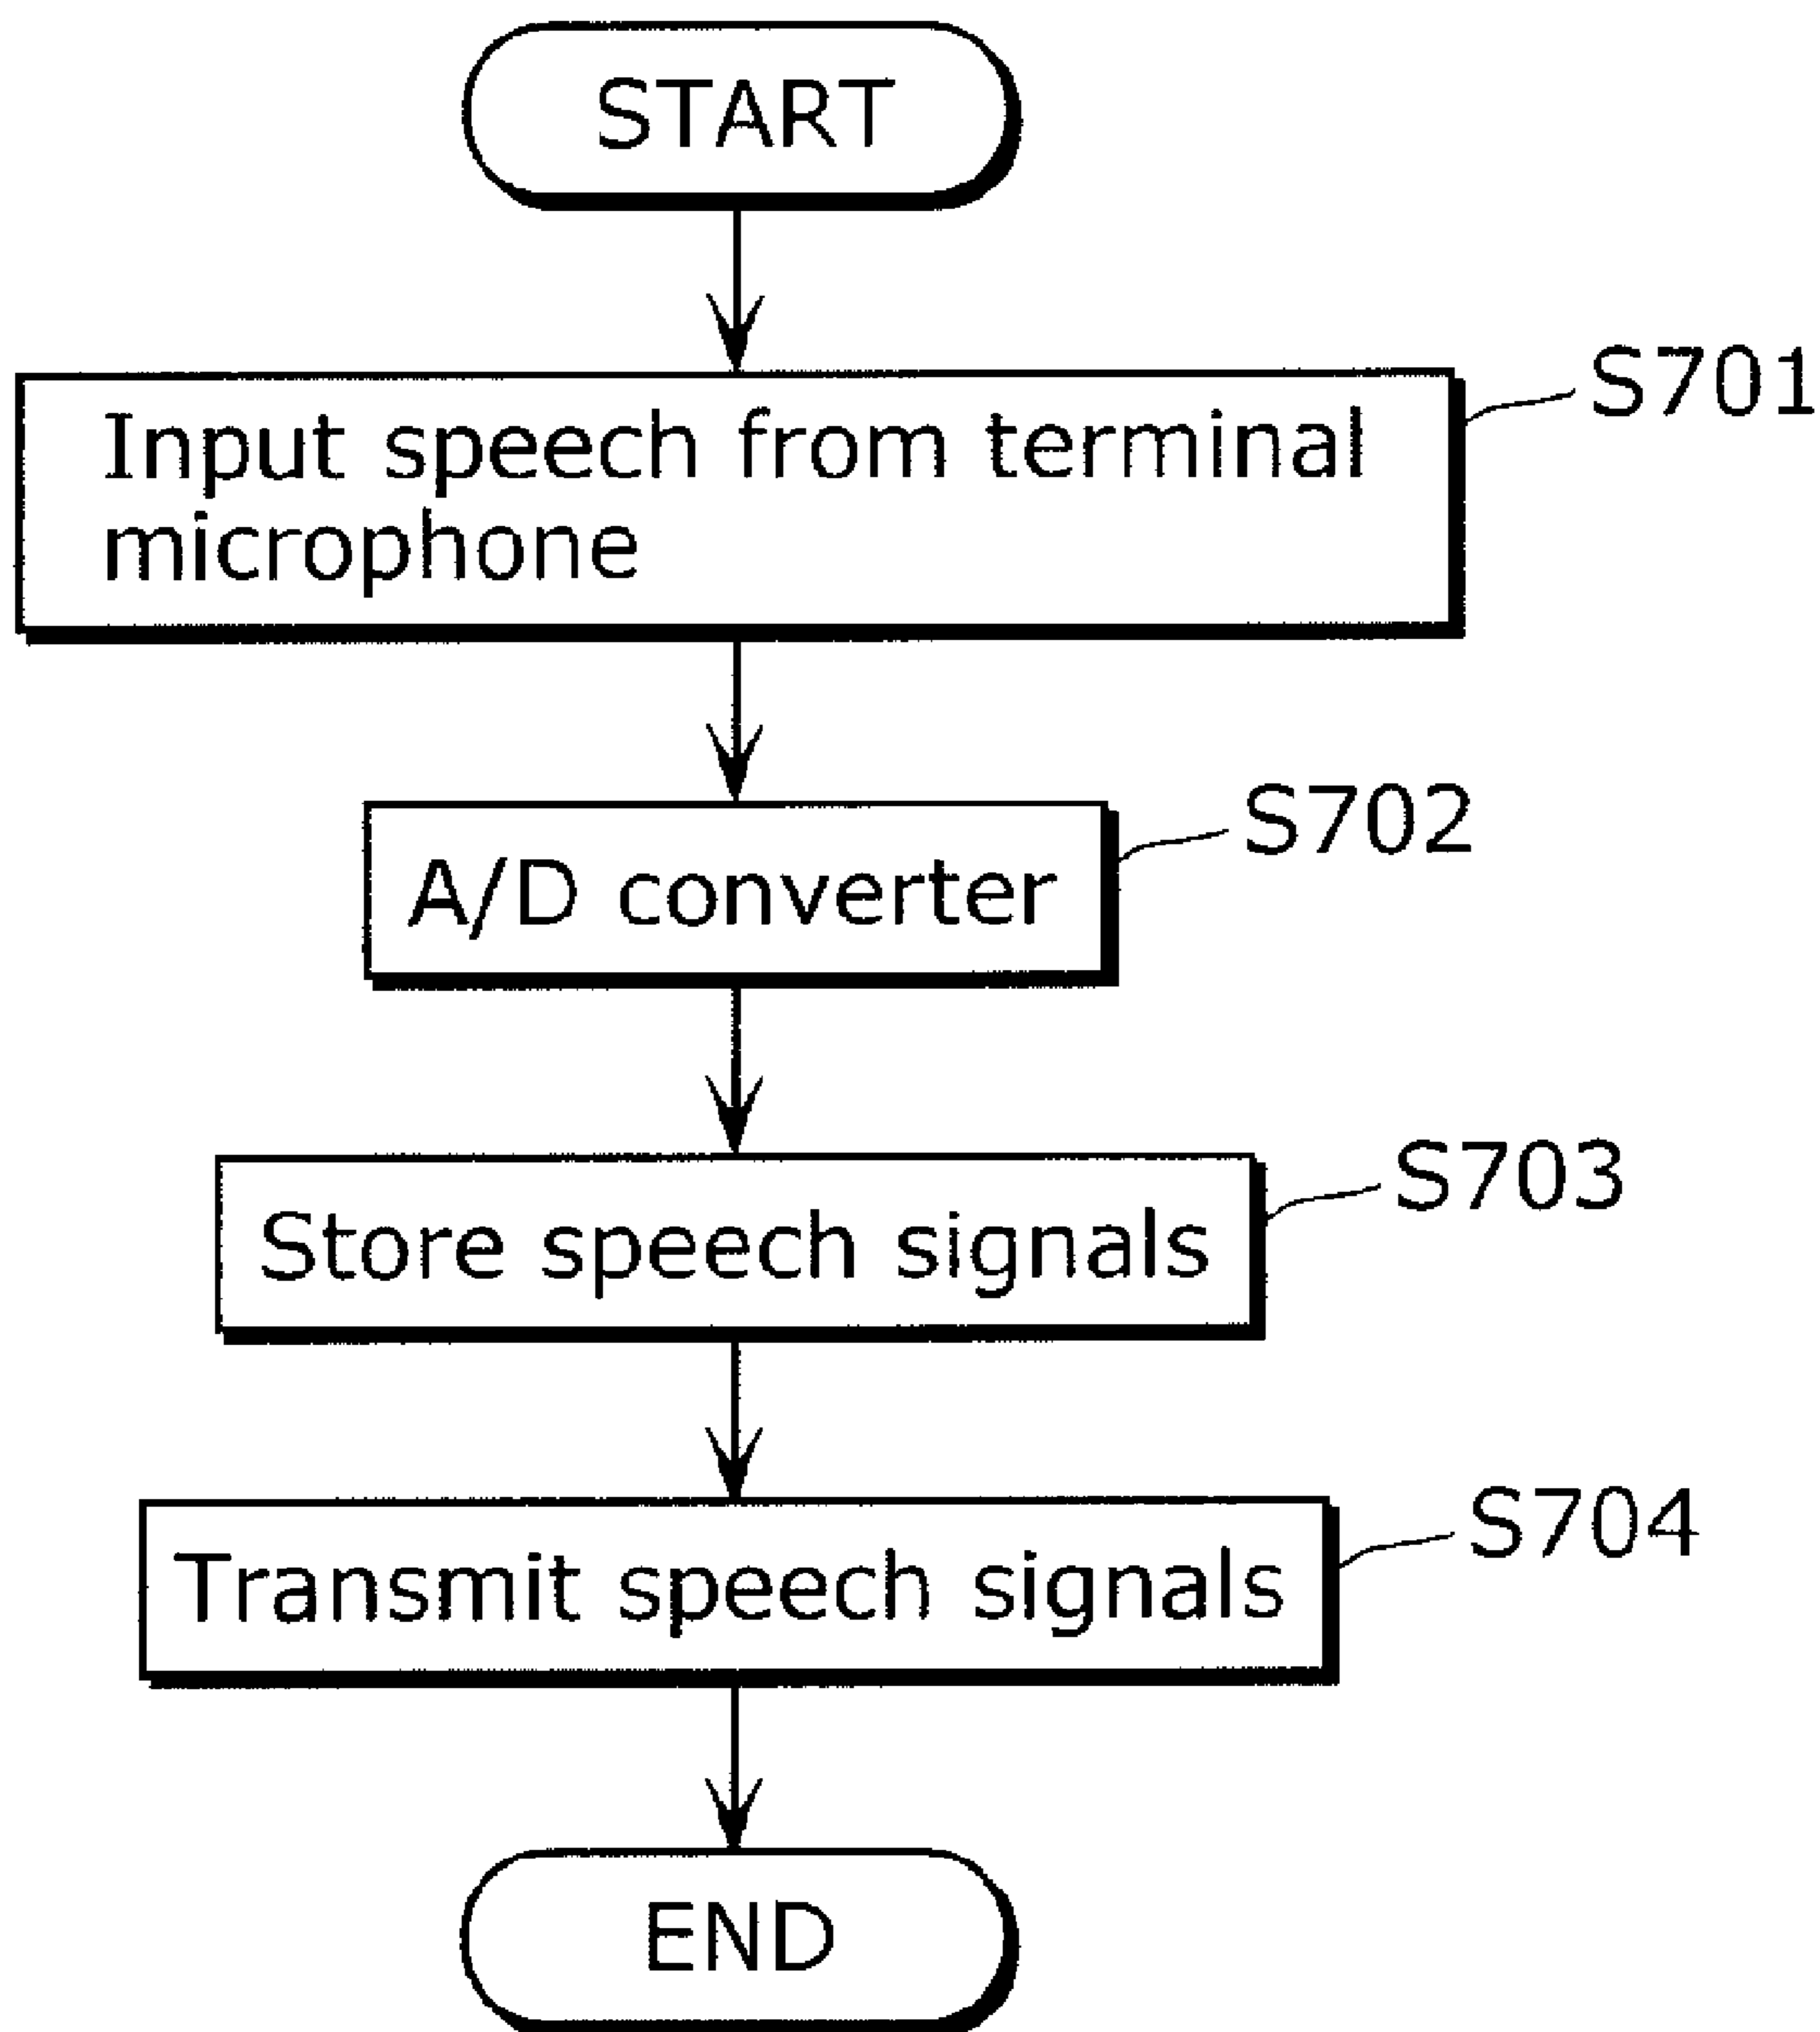 START
S701
Input speech from terminal
microphone
S702
A/D converter
S703
Store speech signals
S704
Transmit speech signals
END